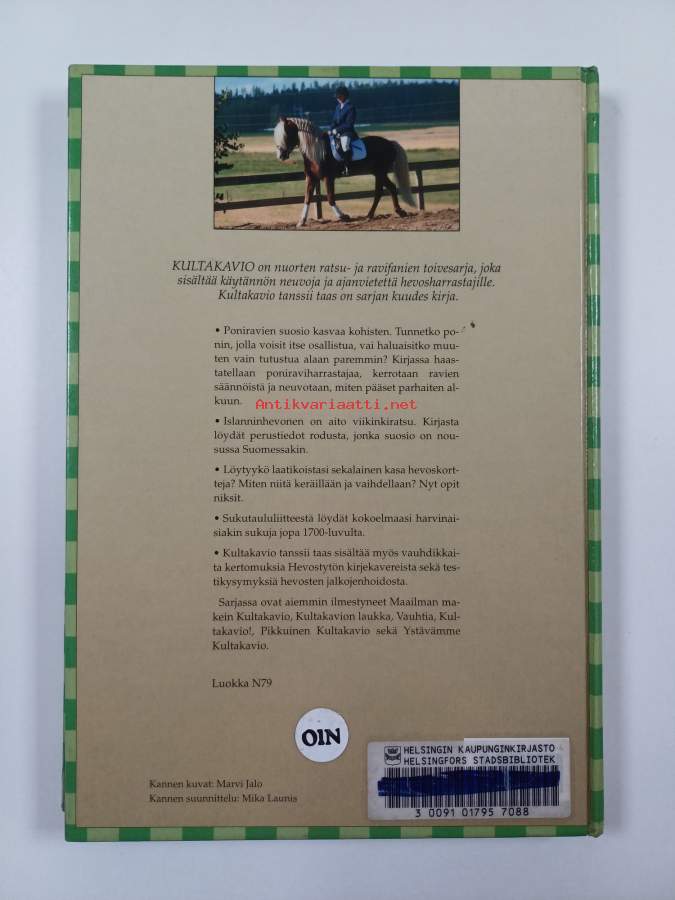 KULTAKAVIO on nuorten ratsu- ja ravifanien toivesarja, joka
sisältää käytännön neuvoja ja ajanvietettä hevosharrastajille.
Kultakavio tanssii taas on sarjan kuudes kirja.
• Poniravien suosio kasvaa kohisten. Tunnetko po-
nin, jolla voisit itse osallistua, vai haluaisitko muu-
ten vain tutustua alaan paremmin? Kirjassa haas-
tatellaan poniraviharrastajaa, kerrotaan ravien
säännöistä ja neuvotaan, miten pääset parhaiten al-
kuun.
Antikvariaatti.net
• Islanninhevonen on aito viikinkiratsu. Kirjasta
löydät perustiedot rodusta, jonka suosio on nou-
sussa Suomessakin.
• Löytyykö laatikoistasi sekalainen kasa hevoskort-
teja? Miten niitä keräillään ja vaihdellaan? Nyt opit
niksit.
• Sukutaululiitteestä löydät kokoelmaasi harvinai-
siakin sukuja jopa 1700-luvulta.
• Kultakavio tanssii taas sisältää myös vauhdikkai-
ta kertomuksia Hevostytön kirjekavereista sekä tes-
tikysymyksiä hevosten jalkojenhoidosta.
Sarjassa ovat aiemmin ilmestyneet Maailman ma-
kein Kultakavio, Kultakavion laukka, Vauhtia, Kul-
takavio!, Pikkuinen Kultakavio sekä Ystävämme
Kultakavio.
Luokka N79
OIN
HELSINGIN KAUPUNGINKIRJASTO
HELSINGFORS STADSBIBLIOTEK
3 0091 01795 7088
Kannen kuvat: Marvi Jalo
Kannen suunnittelu: Mika Launis